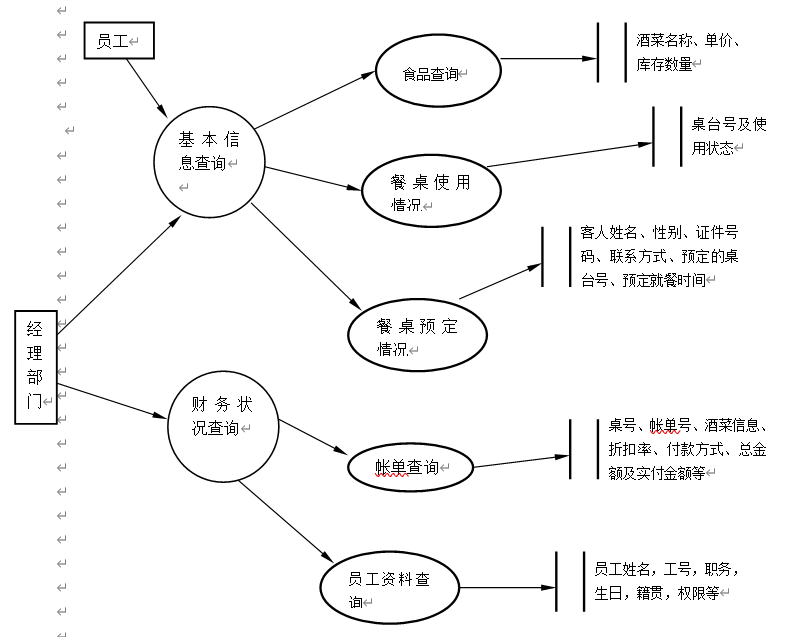 员工
基本信
息查询
食品查询
酒菜名称、单价、
库存数量
餐桌使用
情况
桌台号及使
用状态
餐桌预定
情况
客人姓名、性别、证件号
码、联系方式、预定的桌
台号、预定就餐时间
经
理
部
门
财务状
况查询
帐单查询
桌号、帐单号、酒菜信息、
折扣率、付款方式、总金
额及实付金额等
员工资料查
询
员工姓名，工号，职务，
生日，籍贯，权限等